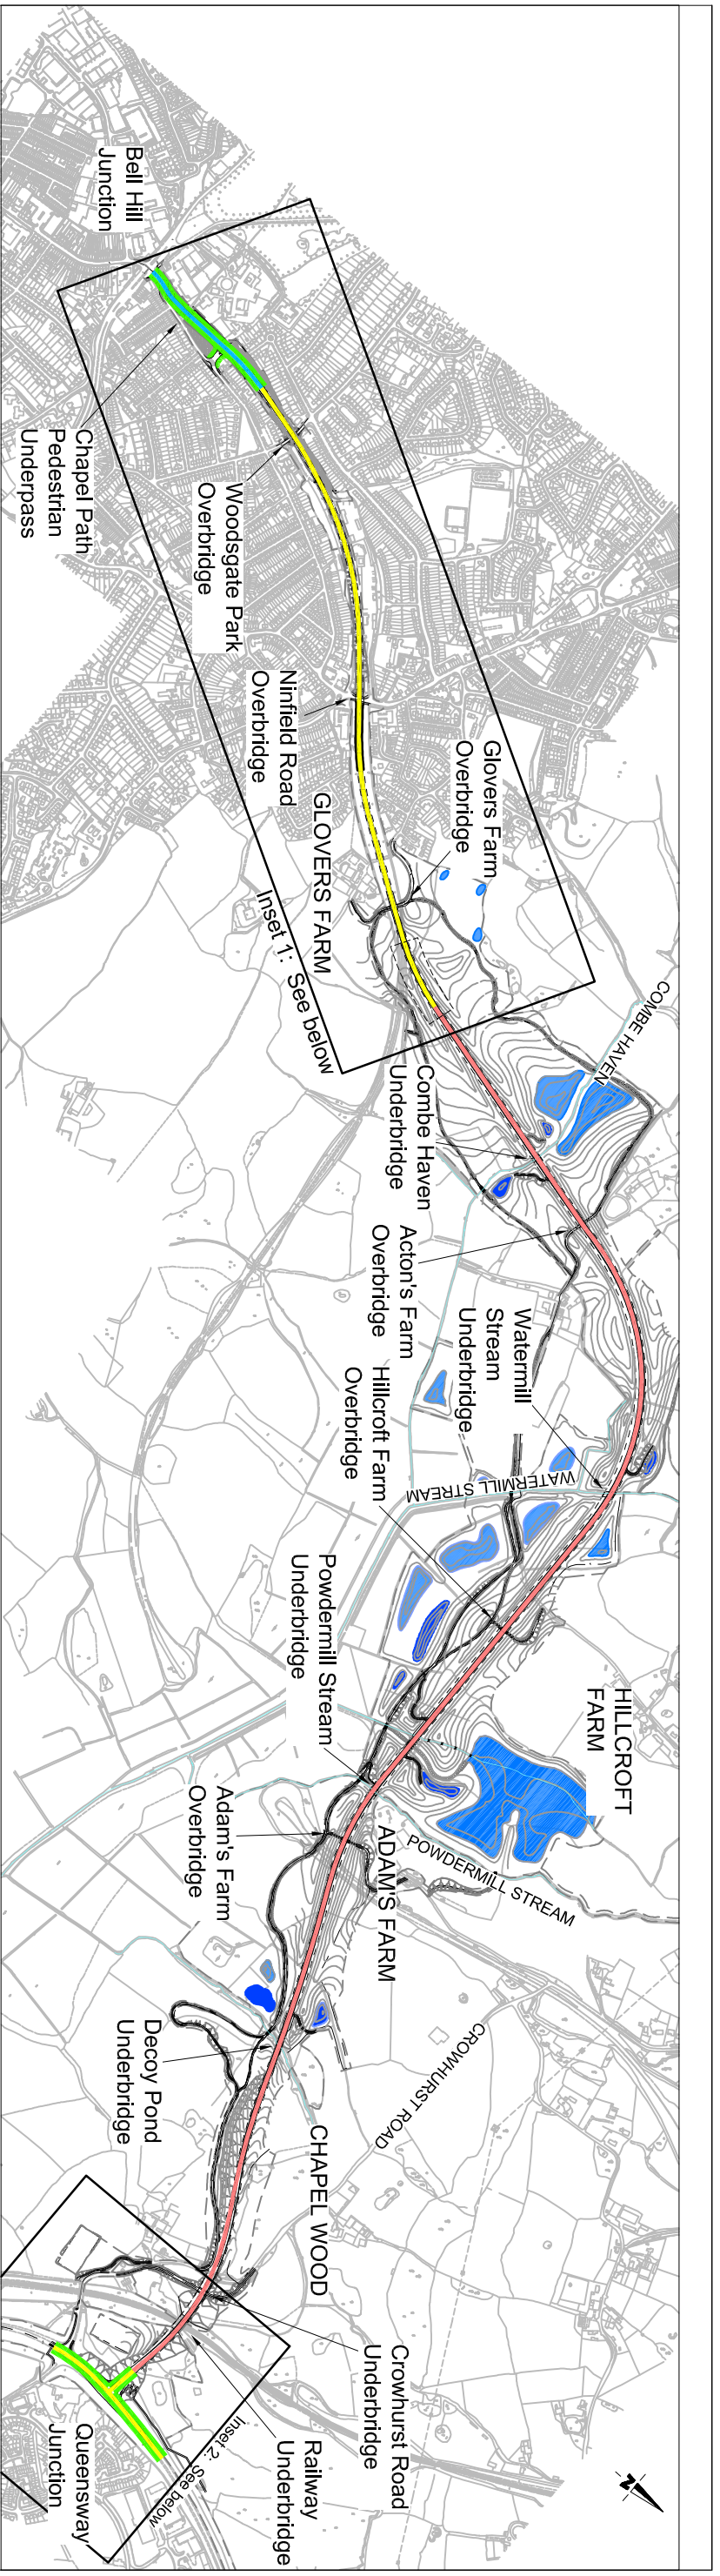 Bell Hill
Junction
Chapel Path
Pedestrian
Underpass
Woodsgate Park
Overbridge
Ninfield Road
Overbridge
Glovers Farm
Overbridge
GLOVERS FARM
Inset 1: See below
COMBE HAVEN
Combe Haven
Underbridge
Acton's Farm
Overbridge
Watermill
Stream
Underbridge
Hillcroft Farm
Overbridge
WATERMILL STREAM
Powdermill Stream
Underbridge
HILLCROFT
FARM
Adam's Farm
Overbridge
ADAM'S FARM
POWDERMILL STREAM
Decoy Pond
Underbridge
CROWHURST ROAD
CHAPEL WOOD
Crowhurst Road
Underbridge
Railway
Underbridge
Inset 2: See below
Queensway
Junction
N